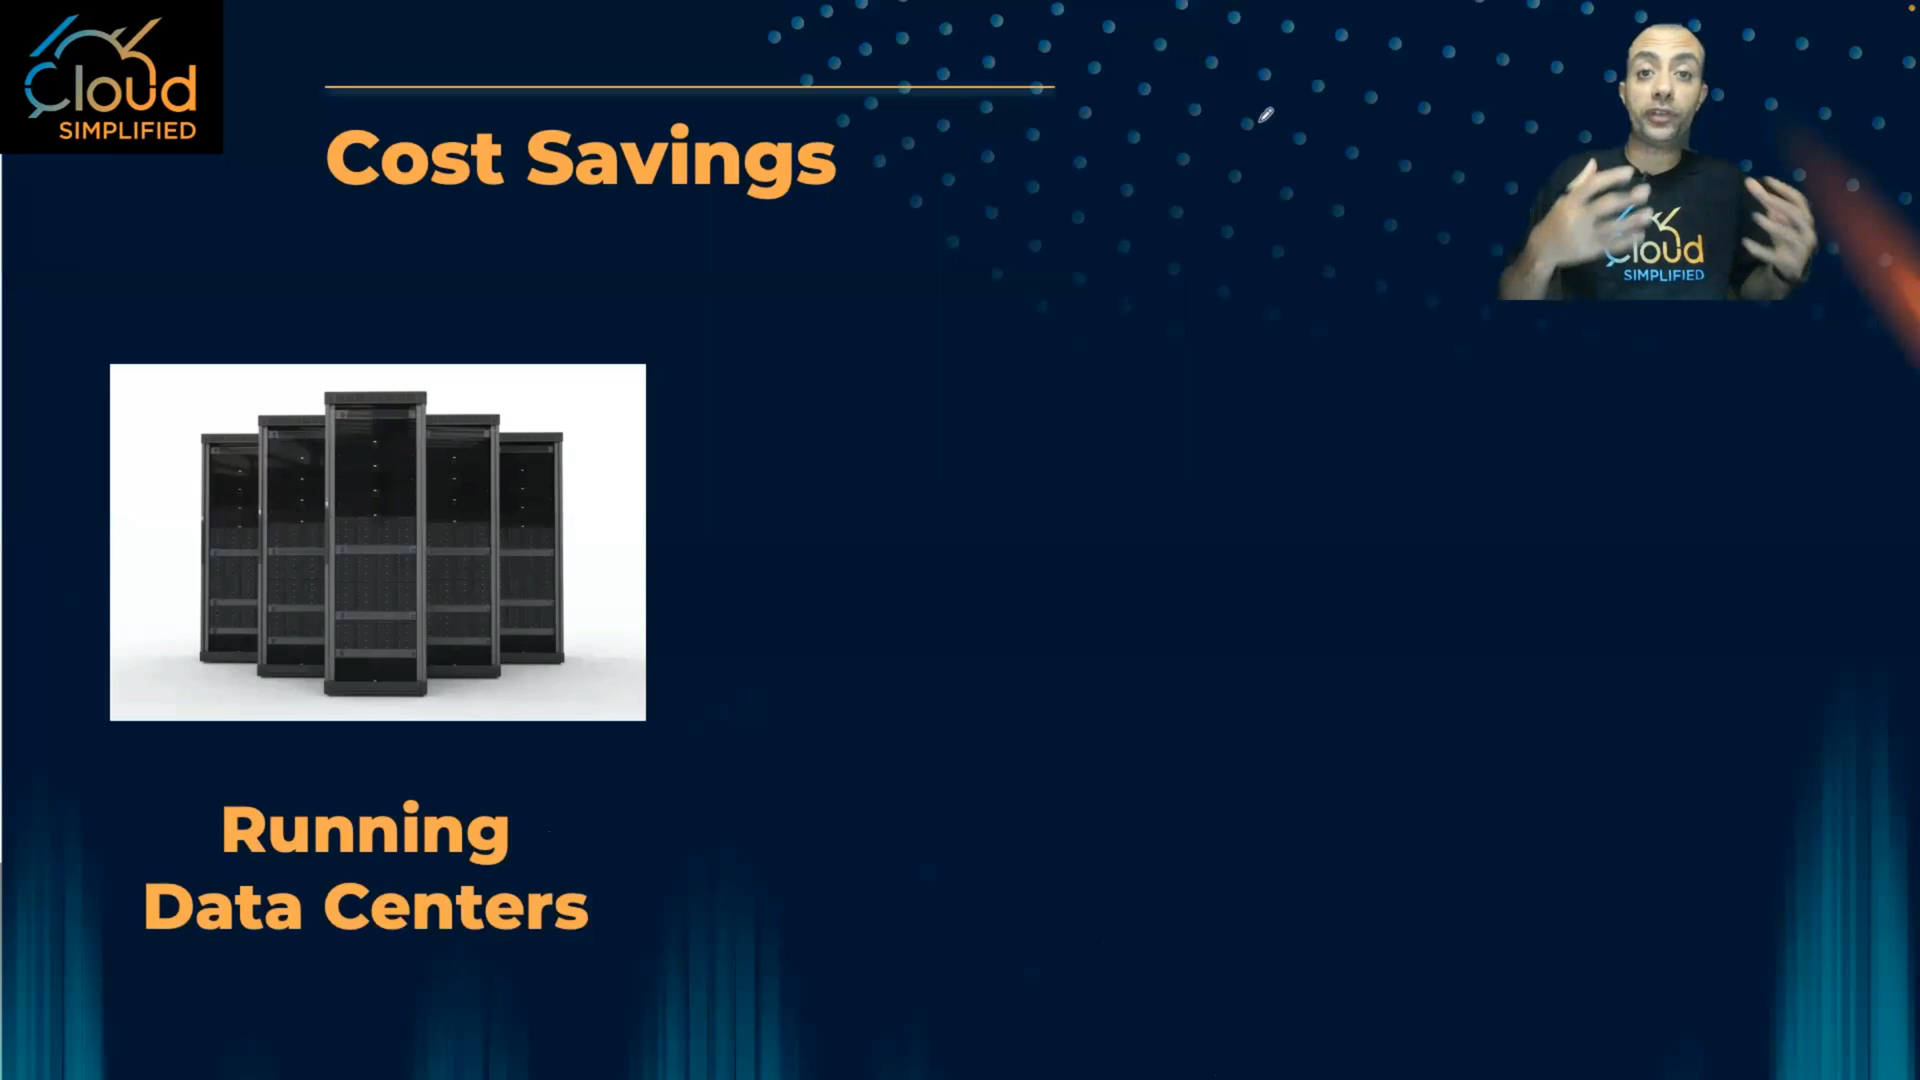 Cloud
SIMPLIFIED
Cost Savings
Cloud
SIMPLIFIED
Running
Data Centers